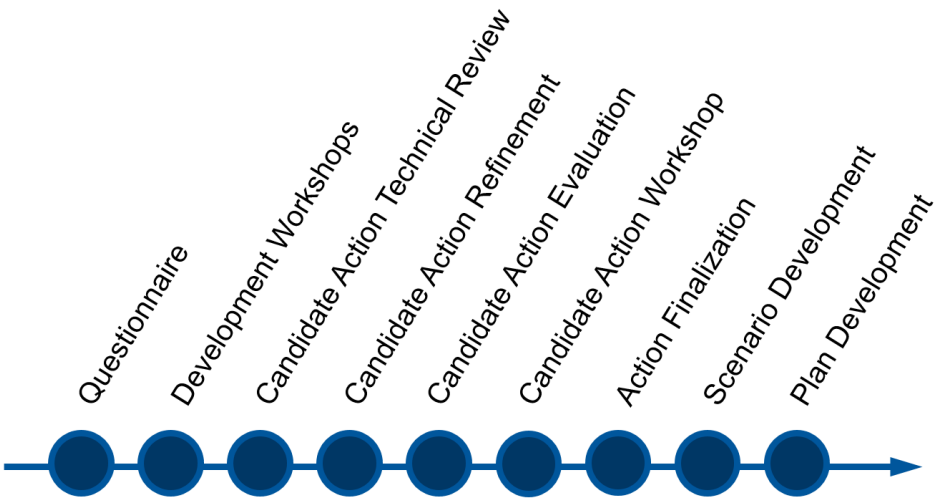 Questionnaire
Development Workshops
Candidate Action Technical Review
Candidate Action Refinement
Candidate Action Evaluation
Candidate Action Workshop
Action Finalization
Scenario Development
Plan Development